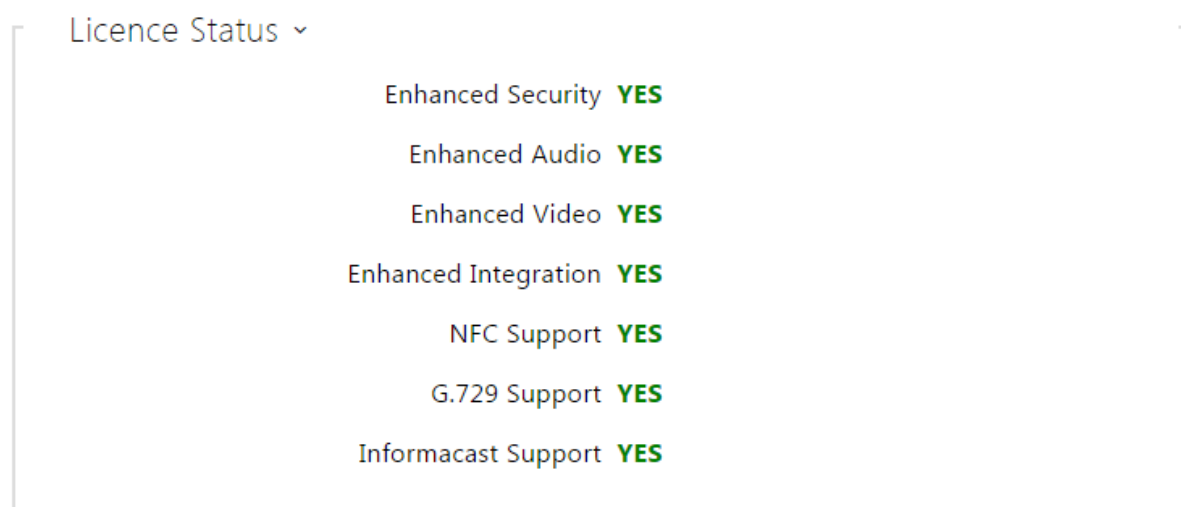 Licence Status
Enhanced Security YES
Enhanced Audio YES
Enhanced Video YES
Enhanced Integration YES
NFC Support YES
G.729 Support YES
Informacast Support YES